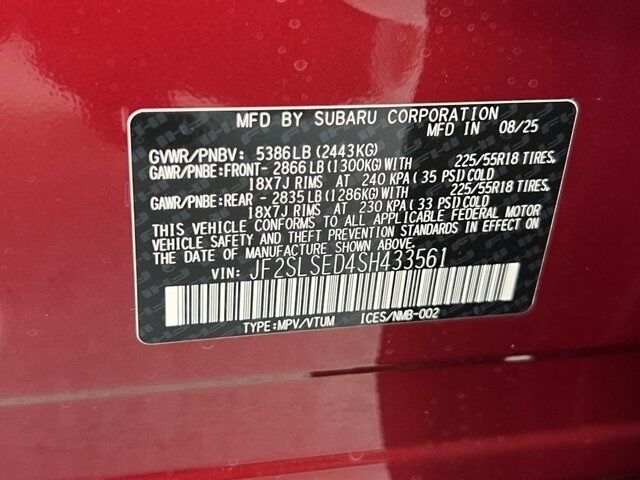 MFD BY SUBARU CORPORATION
MFD IN 08/25
GVWR/PNBV: 5386LB(2443KG)
GAWR/PNBE:FRONT- 2866LB(1300KG)WITH 225/55R18 TIRES,
18X7J RIMS AT 240 KPA(35 PSI)COLD
GAWR/PNBE:REAR - 2835LB(1286KG)WITH 225/55R18 TIRES,
18X7J RIMS AT 230 KPA(33 PSI)COLD
THIS VEHICLE CONFORMS TO ALL APPLICABLE FEDERAL MOTOR
VEHICLE SAFETY AND THEFT PREVENTION STANDARDS IN EFFECT ON
THE DATE OF MANUFACTURE SHOWN ABOVE.
VIN: JF2SLSED4SH433561
TYPE:MPV/VTUM ICES/NMB-002